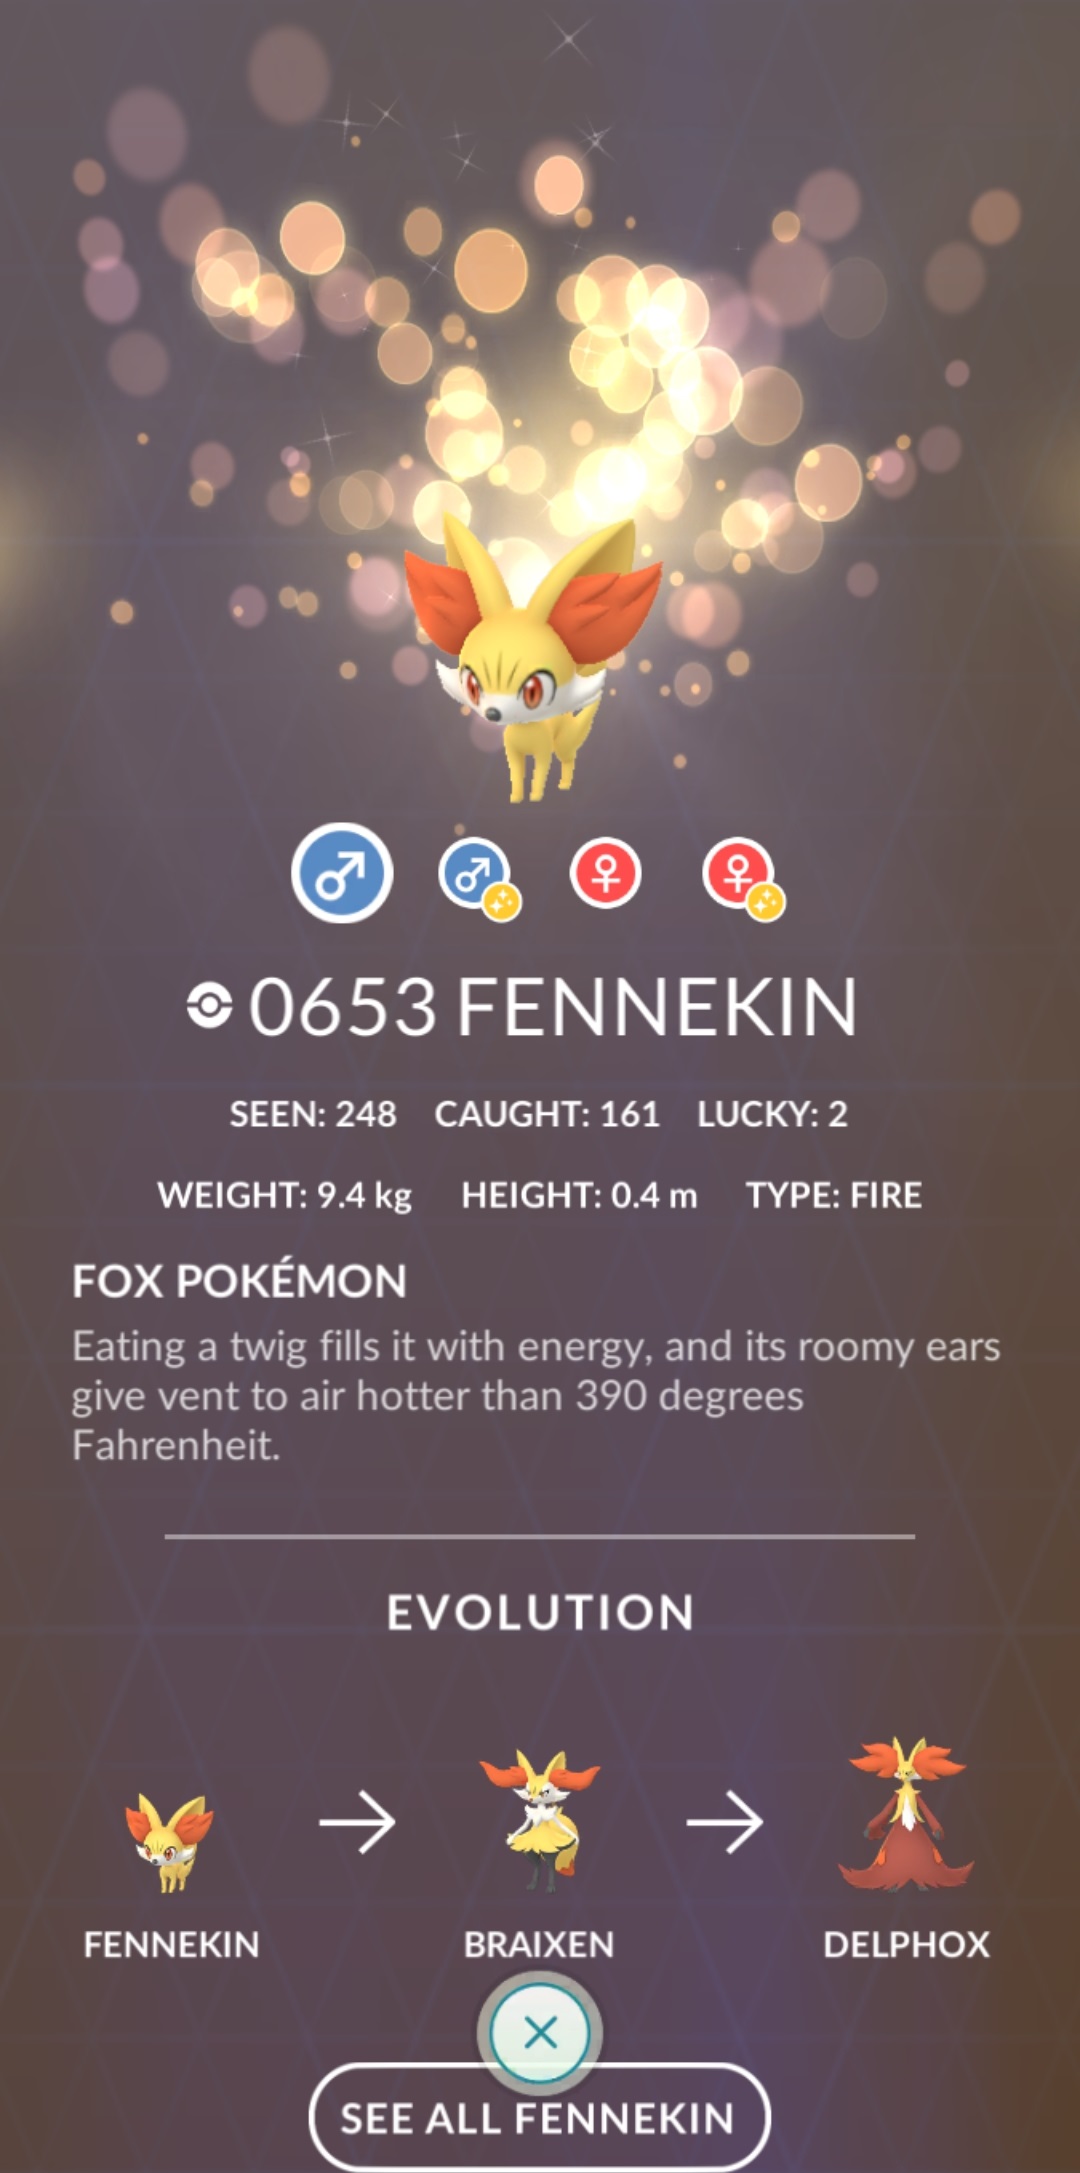 0653 FENNEKIN
SEEN: 248 CAUGHT: 161 LUCKY: 2
WEIGHT: 9.4 kg HEIGHT: 0.4 m TYPE: FIRE
FOX POKÉMON
Eating a twig fills it with energy, and its roomy ears
give vent to air hotter than 390 degrees
Fahrenheit.
EVOLUTION
FENNEKIN BRAIXEN DELPHOX
SEE ALL FENNEKIN